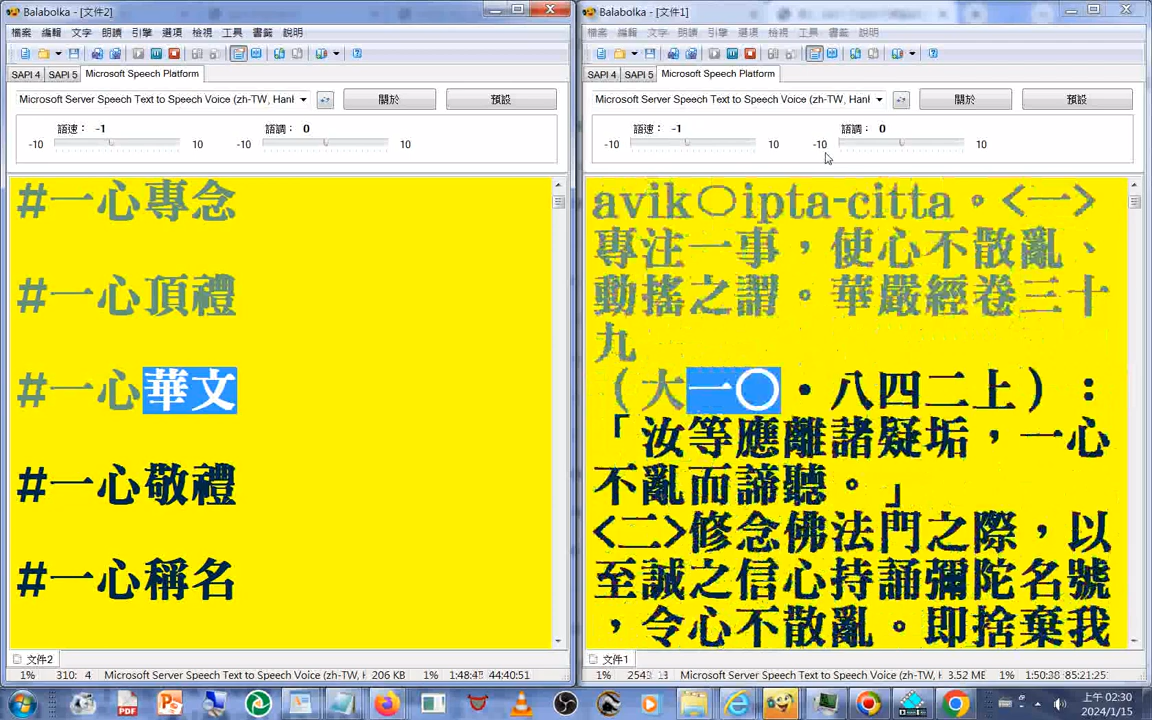 Balabolka - [文件2]
檔案 編輯 文字 朗讀 引擎 選項 檢視 工具 書籤 說明
SAPI 4 SAPI 5 Microsoft Speech Platform
Microsoft Server Speech Text to Speech Voice (zh-TW, Hanl
關於
預設
語速： -1
語調： 0
-10 10 -10 10
#一心專念
#一心頂禮
#一心華文
#一心敬禮
#一心稱名
文件2
1% 310: 4 Microsoft Server Speech Text to Speech Voice (zh-TW, H 206 KB 1% 1:48:45 44:40:51
Balabolka - [文件1]
檔案 編輯 文字 朗讀 引擎 選項 檢視 工具 書籤 說明
SAPI 4 SAPI 5 Microsoft Speech Platform
Microsoft Server Speech Text to Speech Voice (zh-TW, Hanl
關於
預設
語速： -1
語調： 0
-10 10 -10 10
avik○ipta-citta。<一>
專注一事，使心不散亂、
動搖之謂。華嚴經卷三十
九
（大一○・八四二上）：
「汝等應離諸疑垢，一心
不亂而諦聽。」
<二>修念佛法門之際，以
至誠之信心持誦彌陀名號
，令心不散亂。即捨棄我
文件1
1% Microsoft Server Speech Text to Speech Voice (zh-TW, H 3.52 MB 1% 1:50:38 85:21:25
上午 02:30
2024/1/15